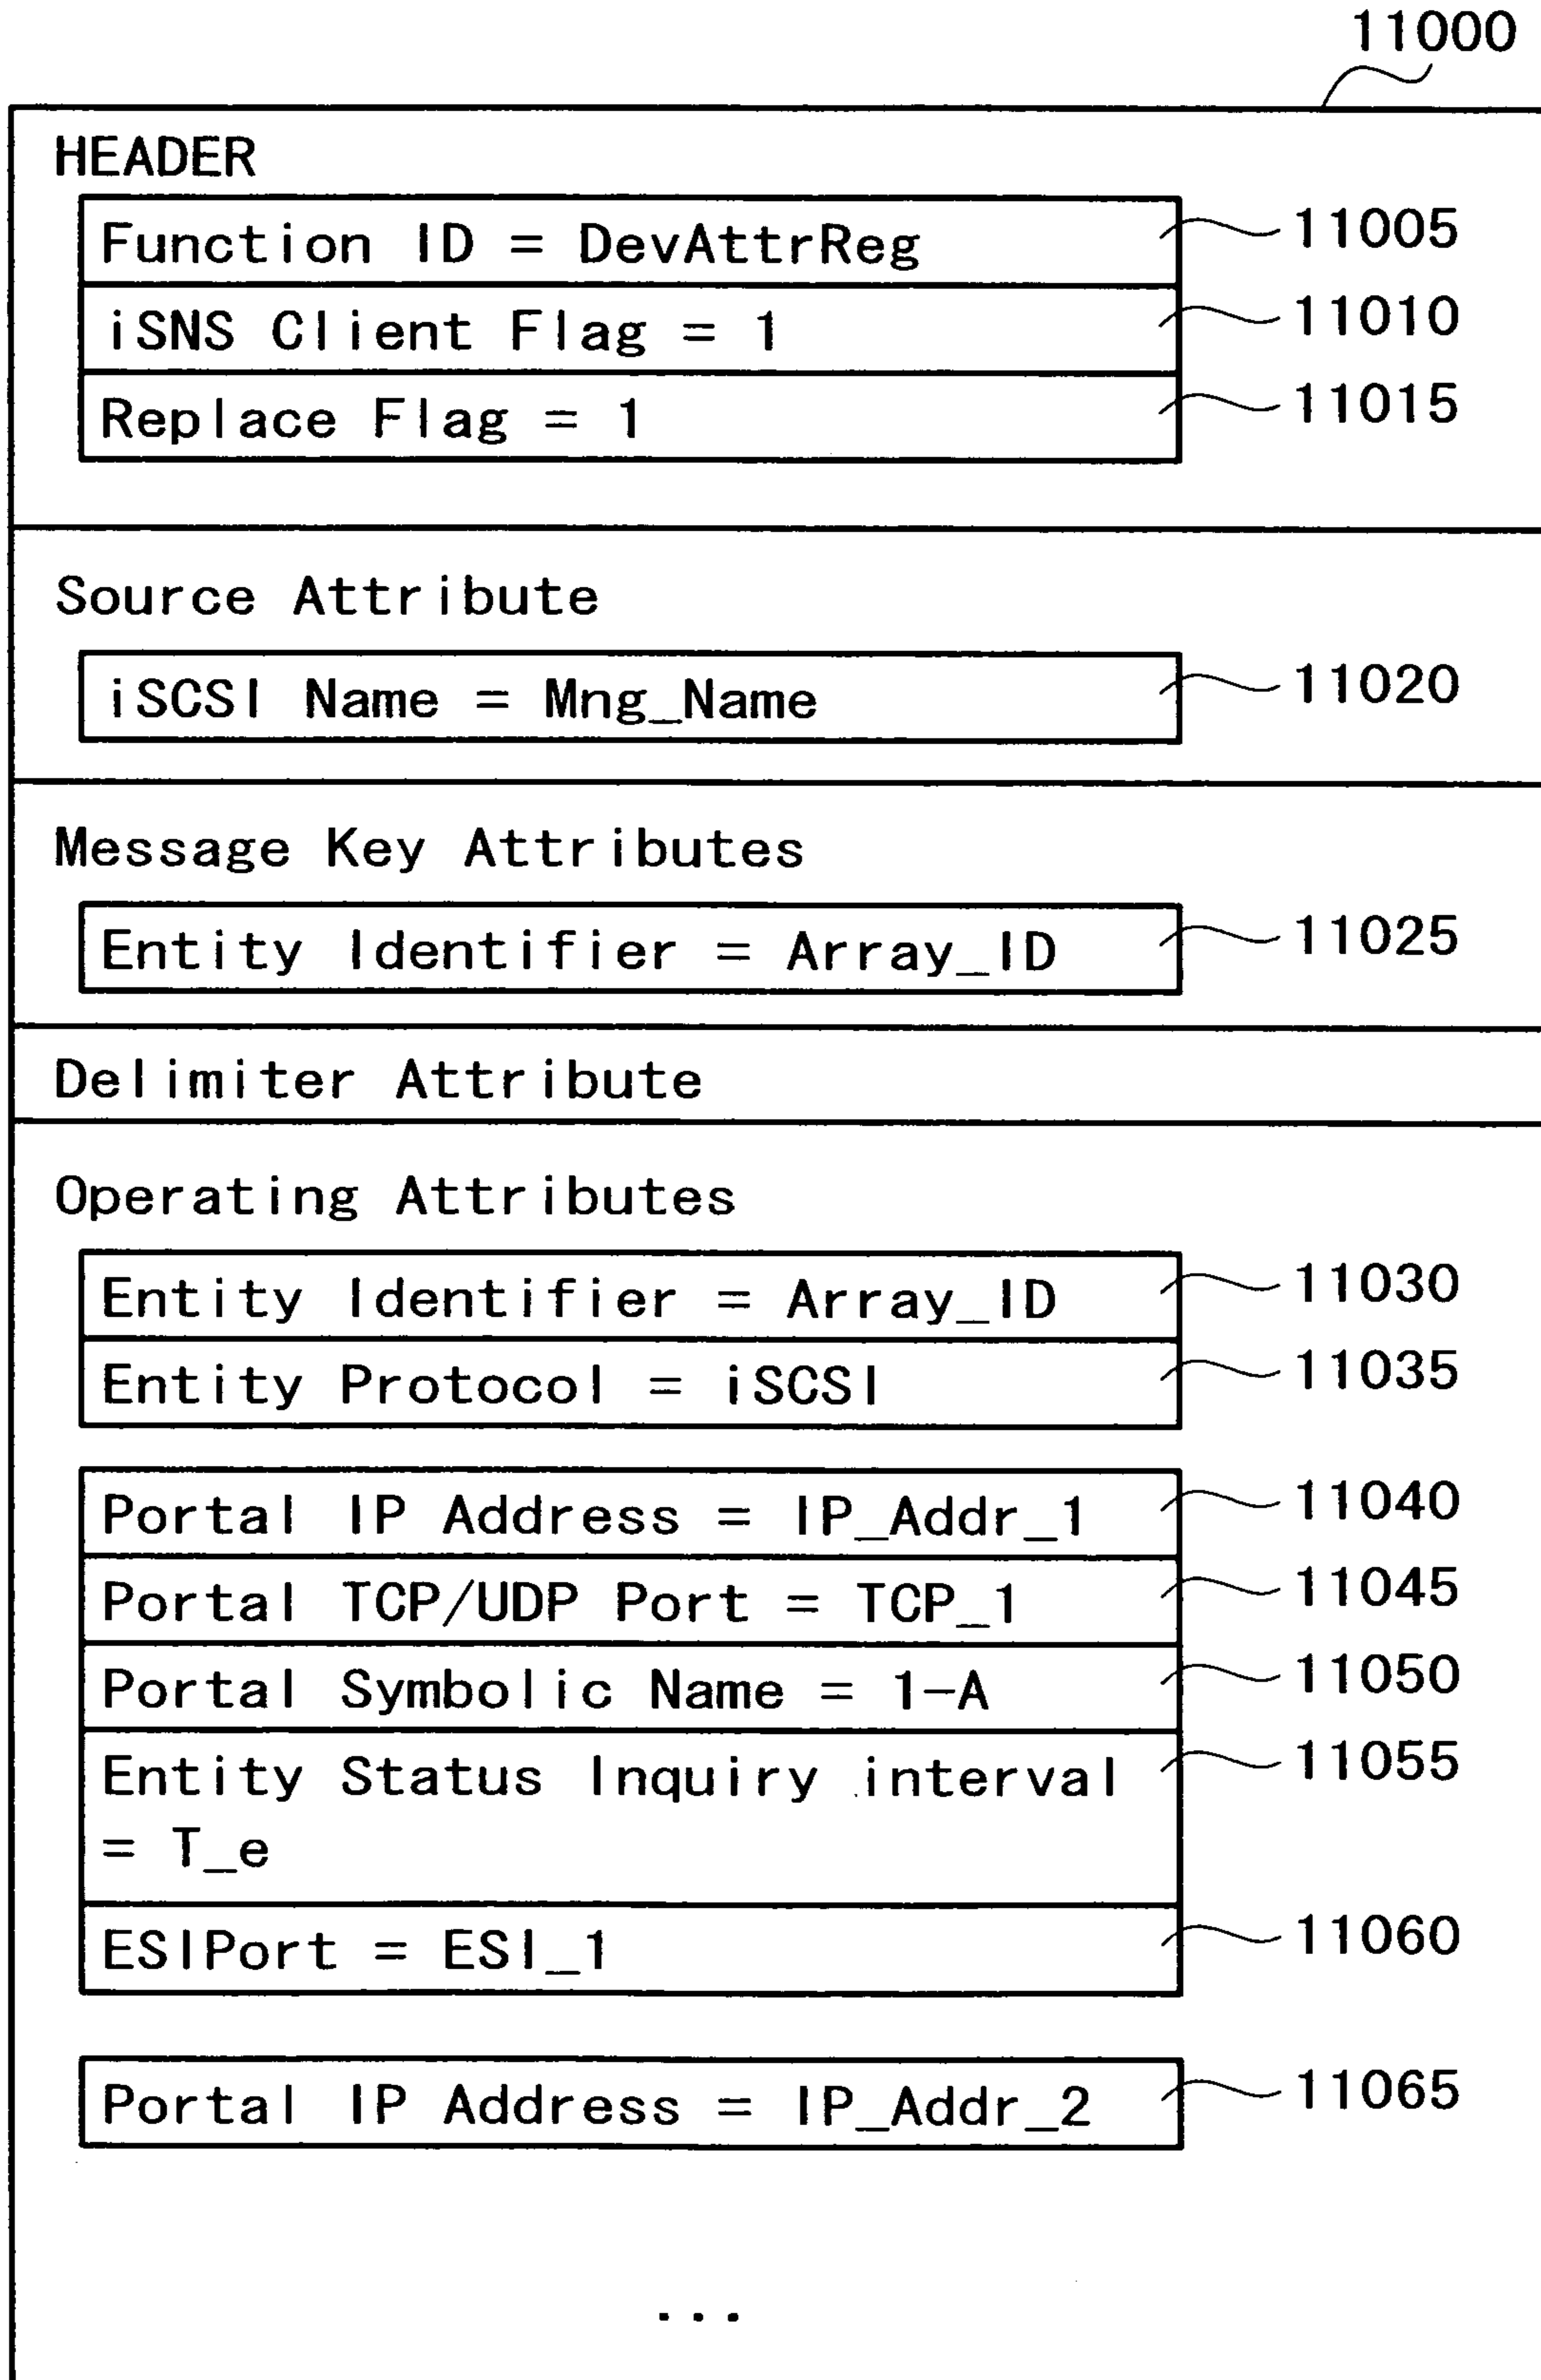 11000
HEADER
Function ID = DevAttrReg 11005
iSNS Client Flag = 1 11010
Replace Flag = 1 11015
Source Attribute
iSCSI Name = Mng_Name 11020
Message Key Attributes
Entity Identifier = Array_ID 11025
Delimiter Attribute
Operating Attributes
Entity Identifier = Array_ID 11030
Entity Protocol = iSCSI 11035
Portal IP Address = IP_Addr_1 11040
Portal TCP/UDP Port = TCP_1 11045
Portal Symbolic Name = 1-A 11050
Entity Status Inquiry interval 11055
= T_e
ESIPort = ESI_1 11060
Portal IP Address = IP_Addr_2 11065
...